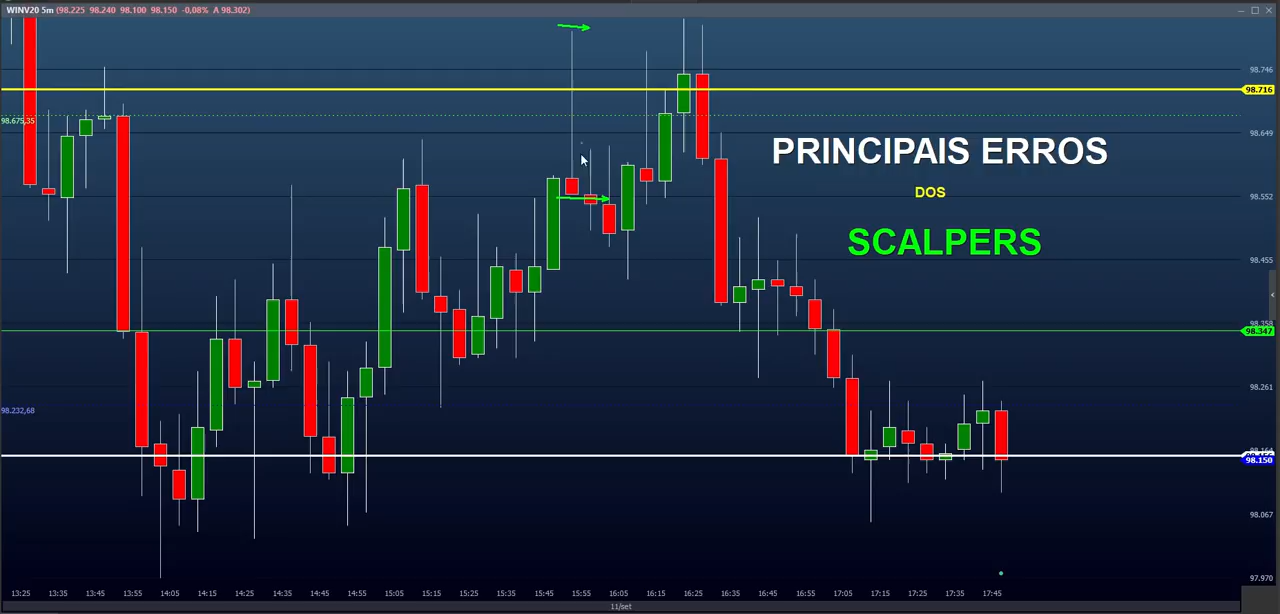 WINV20 5m (98.225 98.240 98.100 98.150 -0,08% A 98.302)
98.746
98.716
98.675,35
98.649
PRINCIPAIS ERROS
DOS
98.552
SCALPERS
98.455
98.358
98.347
98.261
98.232,68
98.164
98.150
98.067
97.970
13:25 13:35 13:45 13:55 14:05 14:15 14:25 14:35 14:45 14:55 15:05 15:15 15:25 15:35 15:45 15:55 16:05 16:15 16:25 16:35 16:45 16:55 17:05 17:15 17:25 17:35 17:45
11/set